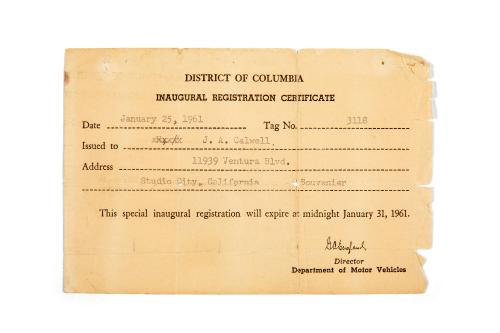 DISTRICT OF COLUMBIA
INAUGURAL REGISTRATION CERTIFICATE
Date January 25, 1961 Tag No. 3118
Issued to J. A. Calwell
Address 11939 Ventura Blvd.
Studio City, California Souvenier
This special inaugural registration will expire at midnight January 31, 1961.
Director
Department of Motor Vehicles